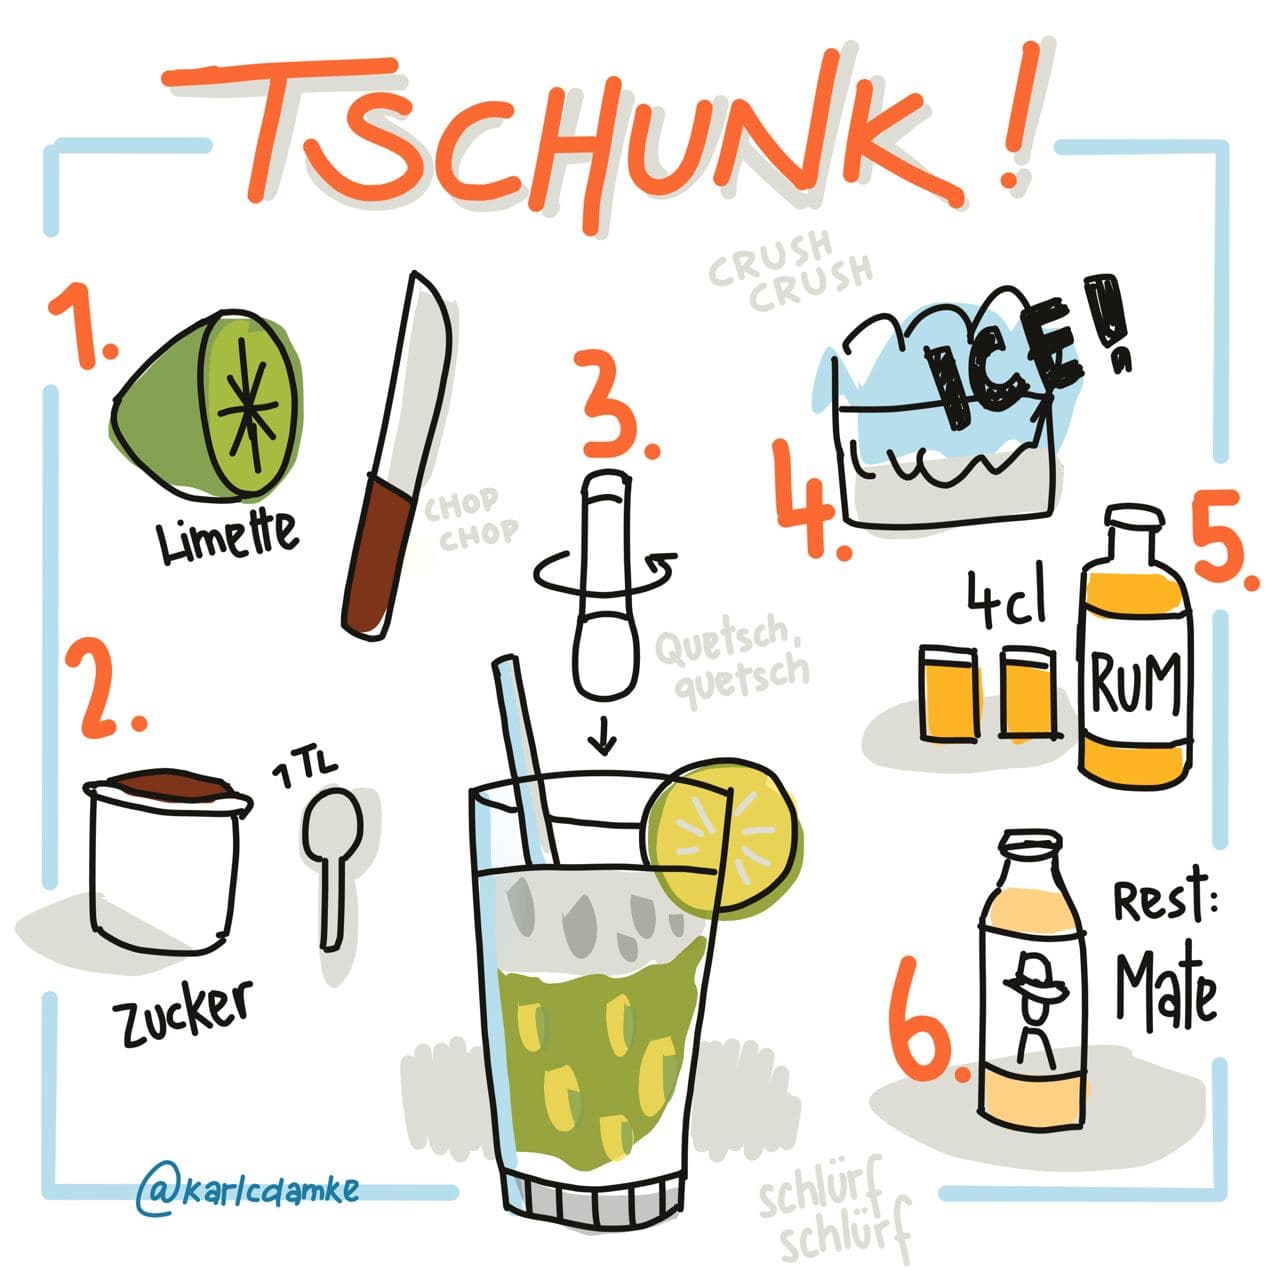 TSCHUNK!
CRUSH
CRUSH
1.
Limette
CHOP
CHOP
2.
1 TL
Zucker
3.
Quetsch,
quetsch
4.
ICE!
5.
4cl
RUM
6.
Rest:
Mate
@karlcdamke
schlürf
schlürf